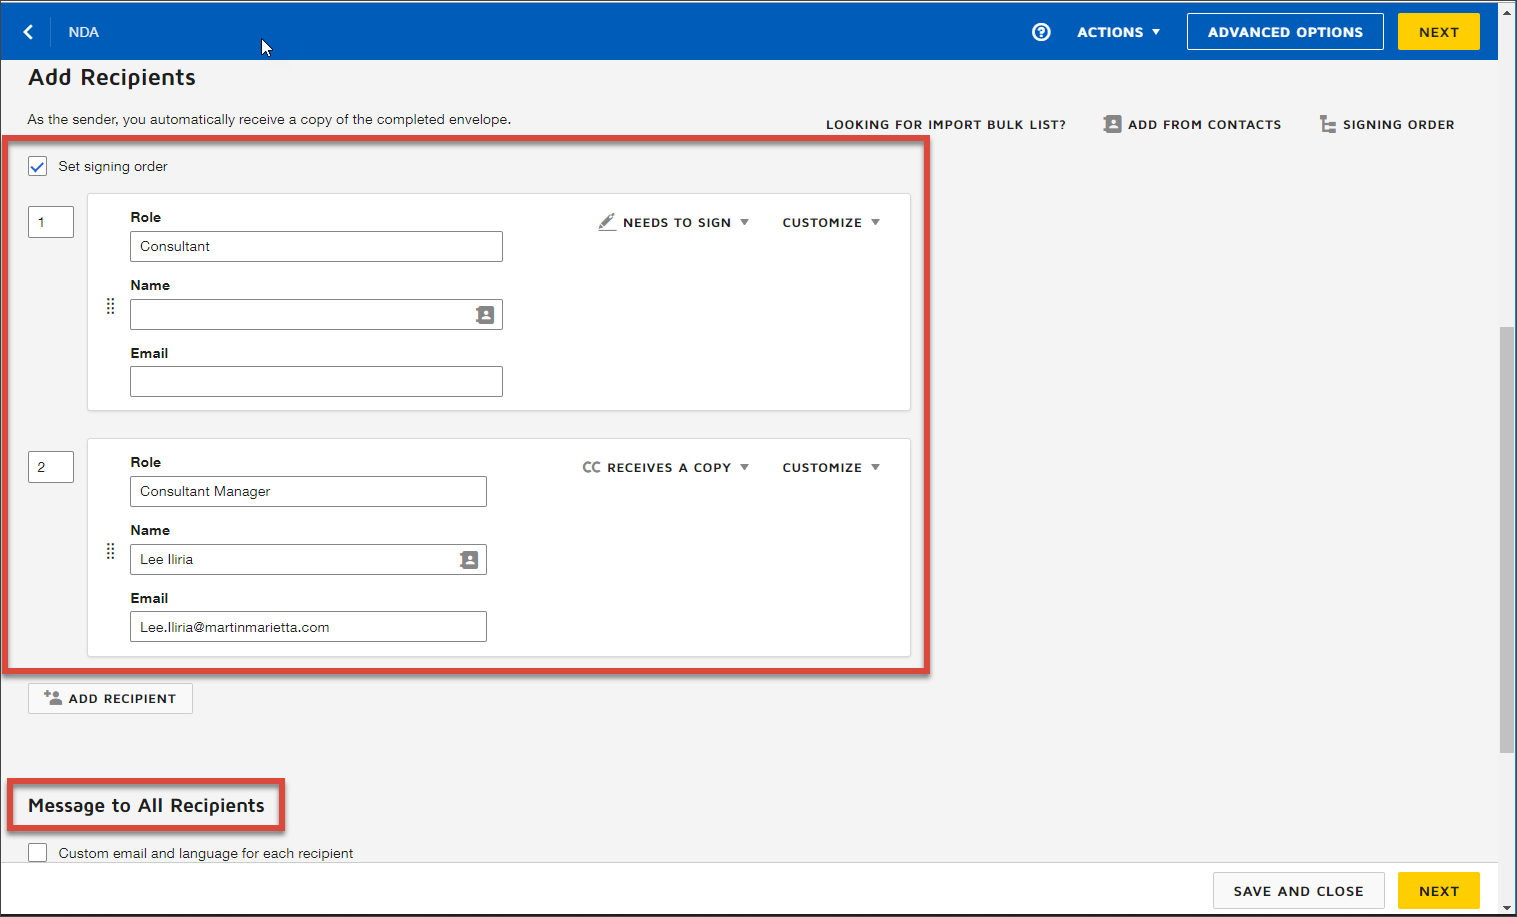 NDA
ACTIONS
ADVANCED OPTIONS
NEXT
Add Recipients
As the sender, you automatically receive a copy of the completed envelope.
LOOKING FOR IMPORT BULK LIST?
ADD FROM CONTACTS
SIGNING ORDER
Set signing order
1
Role
NEEDS TO SIGN
CUSTOMIZE
Consultant
Name
Email
2
Role
CC RECEIVES A COPY
CUSTOMIZE
Consultant Manager
Name
Lee Iliria
Email
Lee.Iliria@martinmarietta.com
ADD RECIPIENT
Message to All Recipients
Custom email and language for each recipient
SAVE AND CLOSE
NEXT